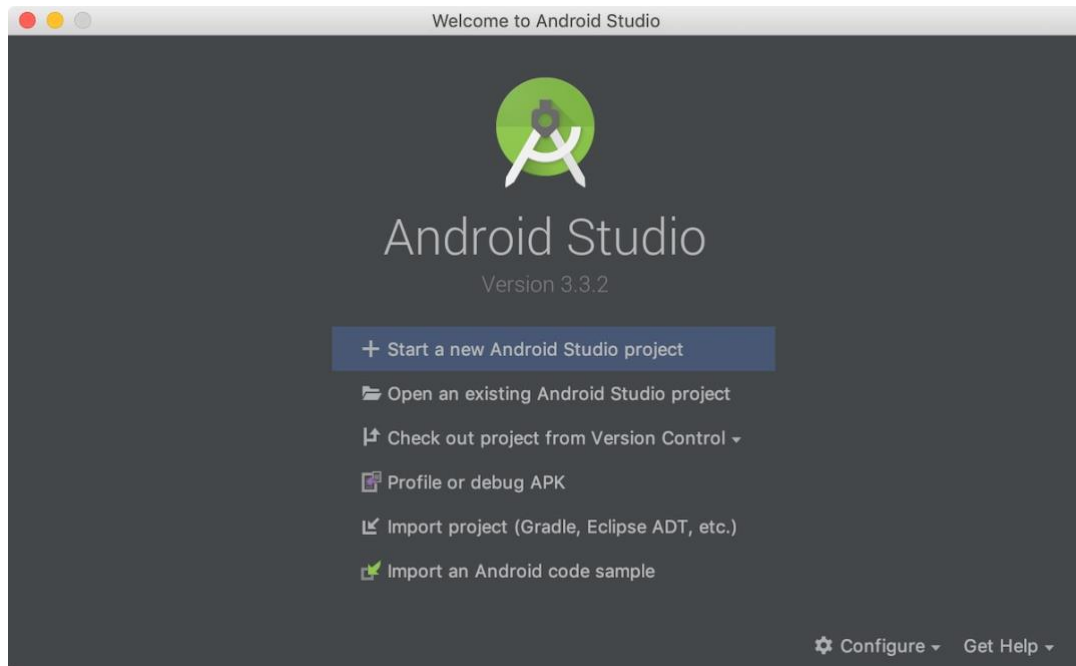 Welcome to Android Studio
Android Studio
Version 3.3.2
Start a new Android Studio project
Open an existing Android Studio project
Check out project from Version Control
Profile or debug APK
Import project (Gradle, Eclipse ADT, etc.)
Import an Android code sample
Configure Get Help